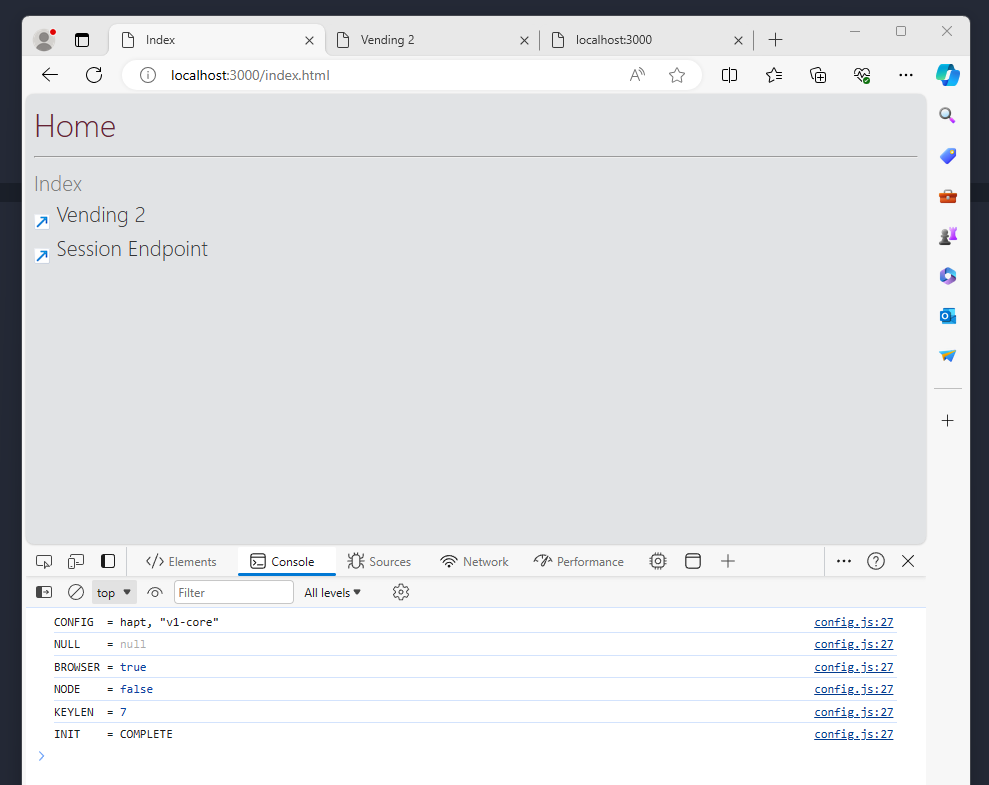 Index
Vending 2
localhost:3000
localhost:3000/index.html
Home
Index
Vending 2
Session Endpoint
Elements
Console
Sources
Network
Performance
top
Filter
All levels
CONFIG = hapt, "v1-core" config.js:27
NULL = null config.js:27
BROWSER = true config.js:27
NODE = false config.js:27
KEYLEN = 7 config.js:27
INIT = COMPLETE config.js:27